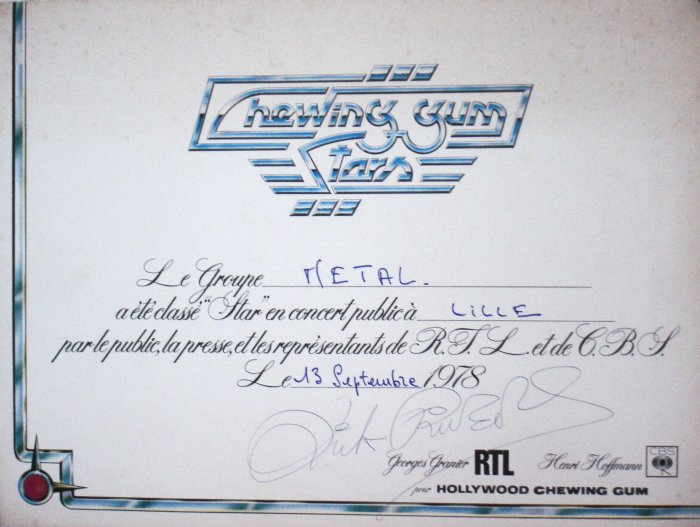 Chewing gum
Stars
Le Groupe METAL.
a été classé "Star" en concert public à LILLE
par le public, la presse, et les représentants de R.T.L. et de C.B.S.
Le 13 Septembre 1978
Georges Granier RTL Henri Hoffmann CBS
pour HOLLYWOOD CHEWING GUM